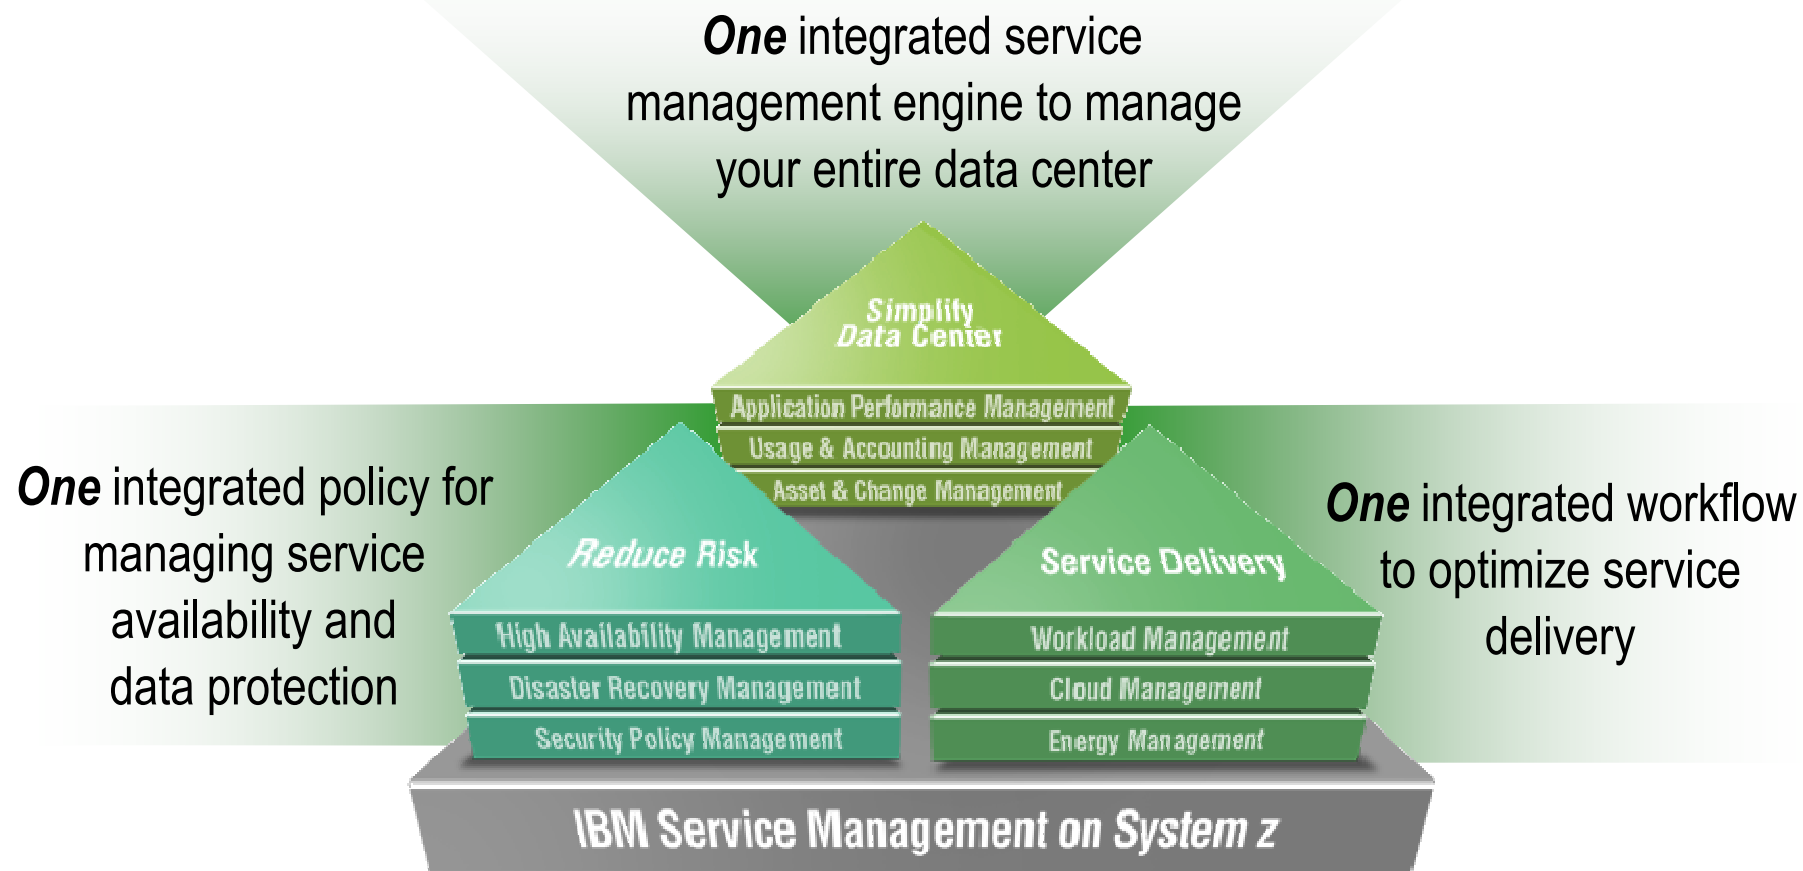 One integrated service
management engine to manage
your entire data center
Simplify
Data Center
Application Performance Management
Usage & Accounting Management
Asset & Change Management
One integrated policy for
managing service
availability and
data protection
Reduce Risk
High Availability Management
Disaster Recovery Management
Security Policy Management
Service Delivery
Workload Management
Cloud Management
Energy Management
One integrated workflow
to optimize service
delivery
IBM Service Management on System z